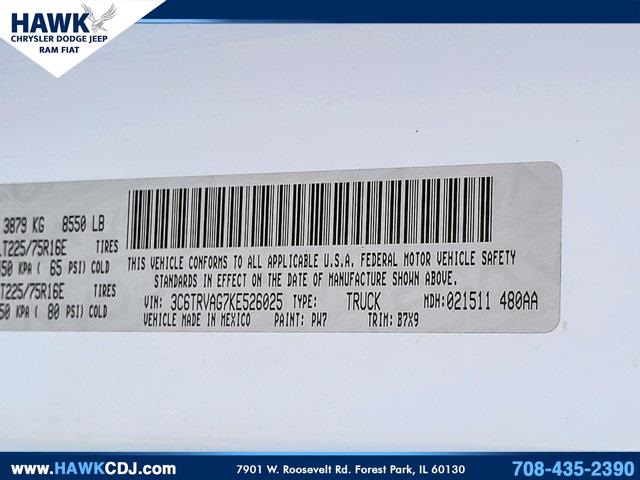 HAWK
CHRYSLER DODGE JEEP
RAM FIAT
3879 KG 8550 LB
LT225/75R16E TIRES
450 KPA ( 65 PSI) COLD
T225/75R16E TIRES
50 KPA ( 80 PSI) COLD
THIS VEHICLE CONFORMS TO ALL APPLICABLE U.S.A. FEDERAL MOTOR VEHICLE SAFETY
STANDARDS IN EFFECT ON THE DATE OF MANUFACTURE SHOWN ABOVE.
VIN: 3C6TRVAG7KE526025 TYPE: TRUCK MDH: 021511 480AA
VEHICLE MADE IN MEXICO PAINT: PW7 TRIM: B7X9
www.HAWKCDJ.com
7901 W. Roosevelt Rd. Forest Park, IL 60130
708-435-2390